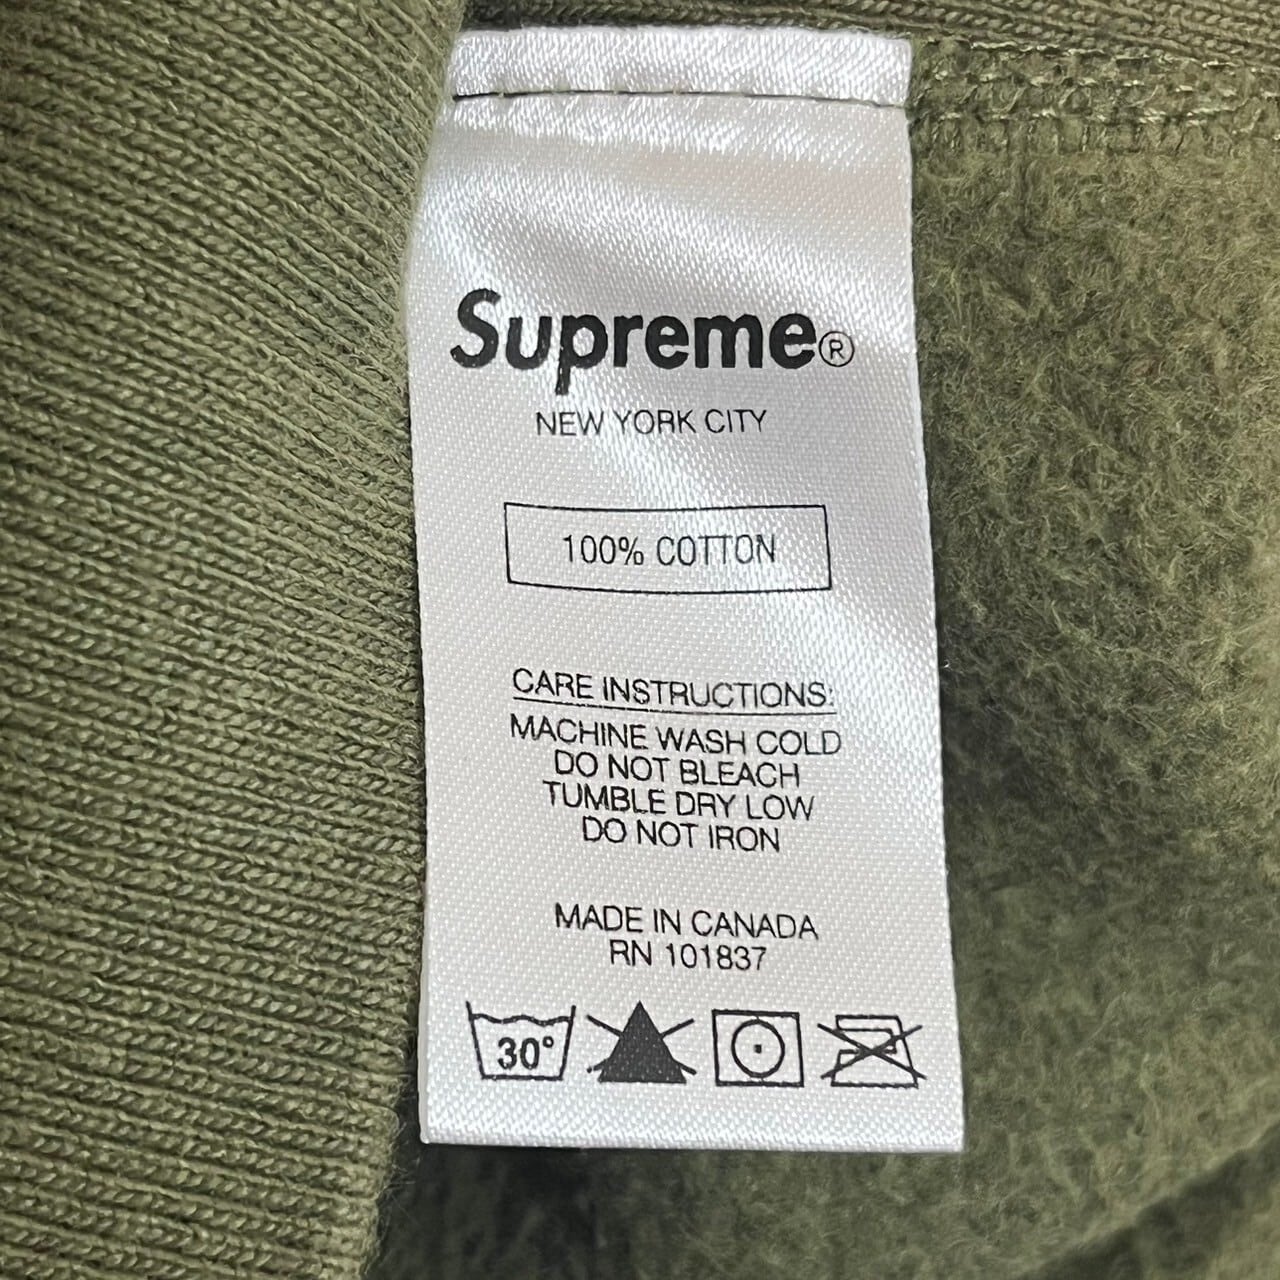 Supreme®
NEW YORK CITY
100% COTTON
CARE INSTRUCTIONS:
MACHINE WASH COLD
DO NOT BLEACH
TUMBLE DRY LOW
DO NOT IRON
MADE IN CANADA
RN 101837
30°